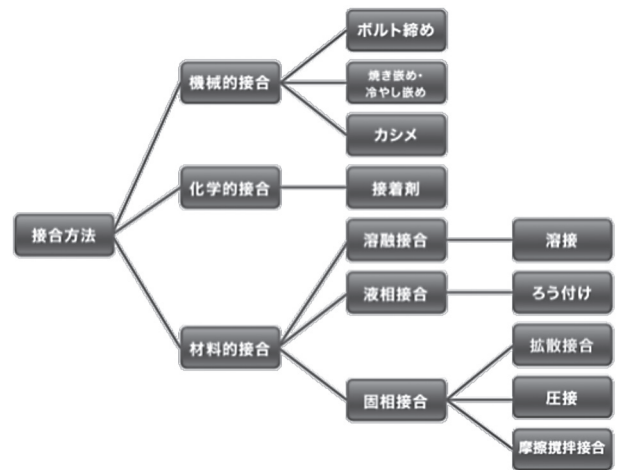 接合方法
機械的接合
ボルト締め
焼き嵌め・
冷やし嵌め
カシメ
化学的接合
接着剤
材料的接合
溶融接合
溶接
液相接合
ろう付け
固相接合
拡散接合
圧接
摩擦撹拌接合